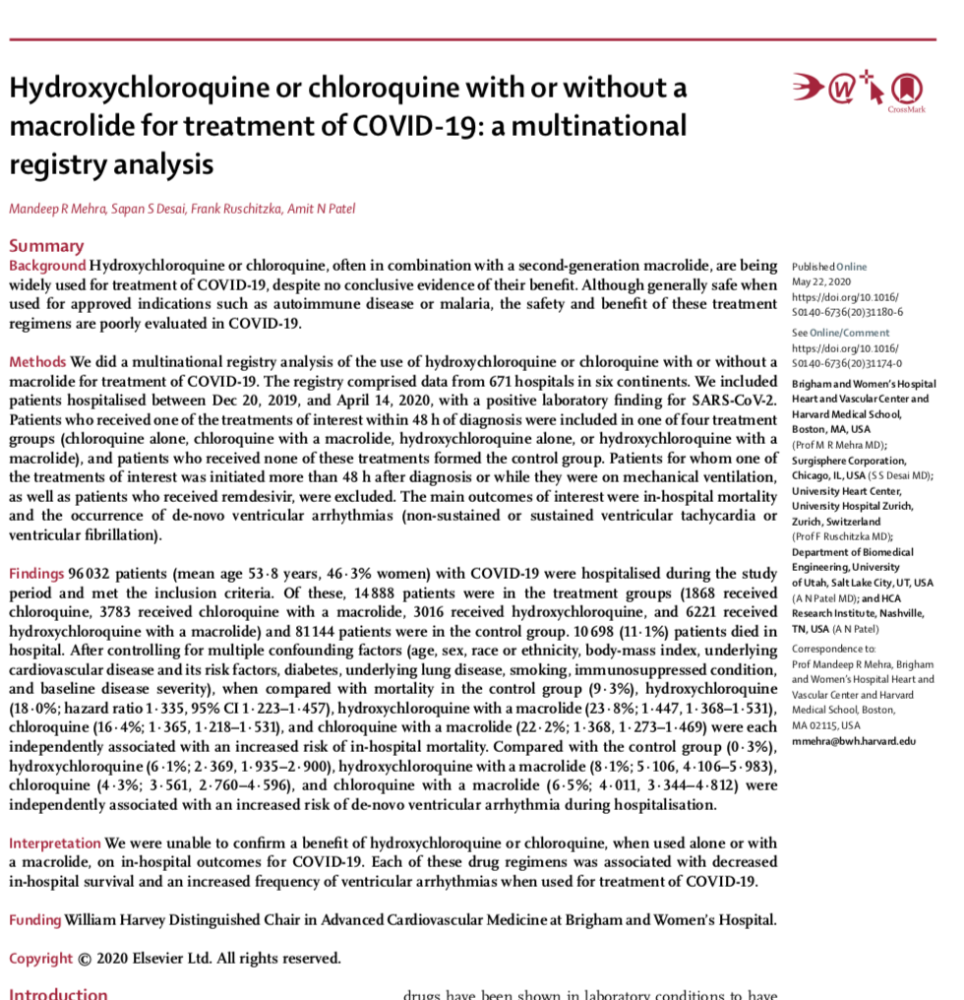 Hydroxychloroquine or chloroquine with or without a
macrolide for treatment of COVID-19: a multinational
registry analysis
CrossMark
Mandeep R Mehra, Sapan S Desai, Frank Ruschitzka, Amit N Patel
Summary
Background Hydroxychloroquine or chloroquine, often in combination with a second-generation macrolide, are being
widely used for treatment of COVID-19, despite no conclusive evidence of their benefit. Although generally safe when
used for approved indications such as autoimmune disease or malaria, the safety and benefit of these treatment
regimens are poorly evaluated in COVID-19.
Methods We did a multinational registry analysis of the use of hydroxychloroquine or chloroquine with or without a
macrolide for treatment of COVID-19. The registry comprised data from 671 hospitals in six continents. We included
patients hospitalised between Dec 20, 2019, and April 14, 2020, with a positive laboratory finding for SARS-CoV-2.
Patients who received one of the treatments of interest within 48 h of diagnosis were included in one of four treatment
groups (chloroquine alone, chloroquine with a macrolide, hydroxychloroquine alone, or hydroxychloroquine with a
macrolide), and patients who received none of these treatments formed the control group. Patients for whom one of
the treatments of interest was initiated more than 48 h after diagnosis or while they were on mechanical ventilation,
as well as patients who received remdesivir, were excluded. The main outcomes of interest were in-hospital mortality
and the occurrence of de-novo ventricular arrhythmias (non-sustained or sustained ventricular tachycardia or
ventricular fibrillation).
Findings 96 032 patients (mean age 53·8 years, 46·3% women) with COVID-19 were hospitalised during the study
period and met the inclusion criteria. Of these, 14 888 patients were in the treatment groups (1868 received
chloroquine, 3783 received chloroquine with a macrolide, 3016 received hydroxychloroquine, and 6221 received
hydroxychloroquine with a macrolide) and 81 144 patients were in the control group. 10 698 (11·1%) patients died in
hospital. After controlling for multiple confounding factors (age, sex, race or ethnicity, body-mass index, underlying
cardiovascular disease and its risk factors, diabetes, underlying lung disease, smoking, immunosuppressed condition,
and baseline disease severity), when compared with mortality in the control group (9·3%), hydroxychloroquine
(18·0%; hazard ratio 1·335, 95% CI 1·223–1·457), hydroxychloroquine with a macrolide (23·8%; 1·447, 1·368–1·531),
chloroquine (16·4%; 1·365, 1·218–1·531), and chloroquine with a macrolide (22·2%; 1·368, 1·273–1·469) were each
independently associated with an increased risk of in-hospital mortality. Compared with the control group (0·3%),
hydroxychloroquine (6·1%; 2·369, 1·935–2·900), hydroxychloroquine with a macrolide (8·1%; 5·106, 4·106–5·983),
chloroquine (4·3%; 3·561, 2·760–4·596), and chloroquine with a macrolide (6·5%; 4·011, 3·344–4·812) were
independently associated with an increased risk of de-novo ventricular arrhythmia during hospitalisation.
Interpretation We were unable to confirm a benefit of hydroxychloroquine or chloroquine, when used alone or with
a macrolide, on in-hospital outcomes for COVID-19. Each of these drug regimens was associated with decreased
in-hospital survival and an increased frequency of ventricular arrhythmias when used for treatment of COVID-19.
Funding William Harvey Distinguished Chair in Advanced Cardiovascular Medicine at Brigham and Women's Hospital.
Copyright © 2020 Elsevier Ltd. All rights reserved.
Introduction
drugs have been shown in laboratory conditions to have
Published Online
May 22, 2020
https://doi.org/10.1016/
S0140-6736(20)31180-6
See Online/Comment
https://doi.org/10.1016/
S0140-6736(20)31174-0
Brigham and Women's Hospital
Heart and Vascular Center and
Harvard Medical School,
Boston, MA, USA
(Prof M R Mehra MD);
Surgisphere Corporation,
Chicago, IL, USA (S S Desai MD);
University Heart Center,
University Hospital Zurich,
Zurich, Switzerland
(Prof F Ruschitzka MD);
Department of Biomedical
Engineering, University
of Utah, Salt Lake City, UT, USA
(A N Patel MD); and HCA
Research Institute, Nashville,
TN, USA (A N Patel)
Correspondence to:
Prof Mandeep R Mehra, Brigham
and Women's Hospital Heart and
Vascular Center and Harvard
Medical School, Boston,
MA 02115, USA
mmehra@bwh.harvard.edu